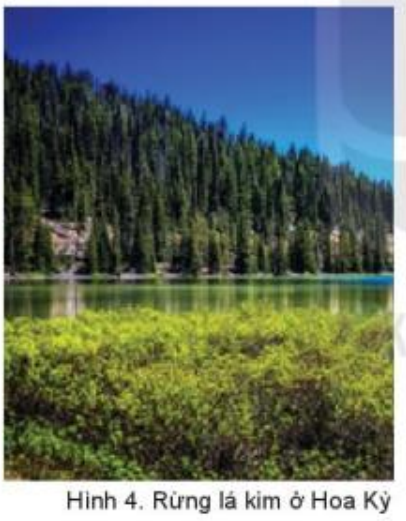 Hình 4. Rừng lá kim ở Hoa Kỳ